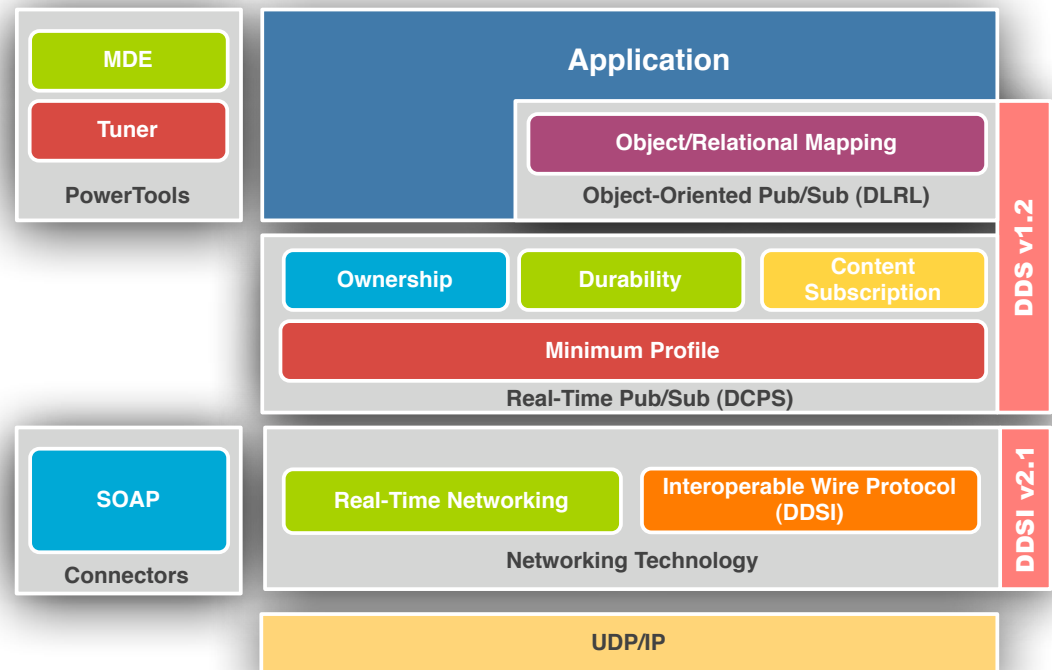 MDE
Tuner
PowerTools
Application
Object/Relational Mapping
Object-Oriented Pub/Sub (DLRL)
DDS v1.2
Ownership
Durability
Content
Subscription
Minimum Profile
Real-Time Pub/Sub (DCPS)
SOAP
Connectors
Real-Time Networking
Interoperable Wire Protocol
(DDSI)
Networking Technology
DDSI v2.1
UDP/IP